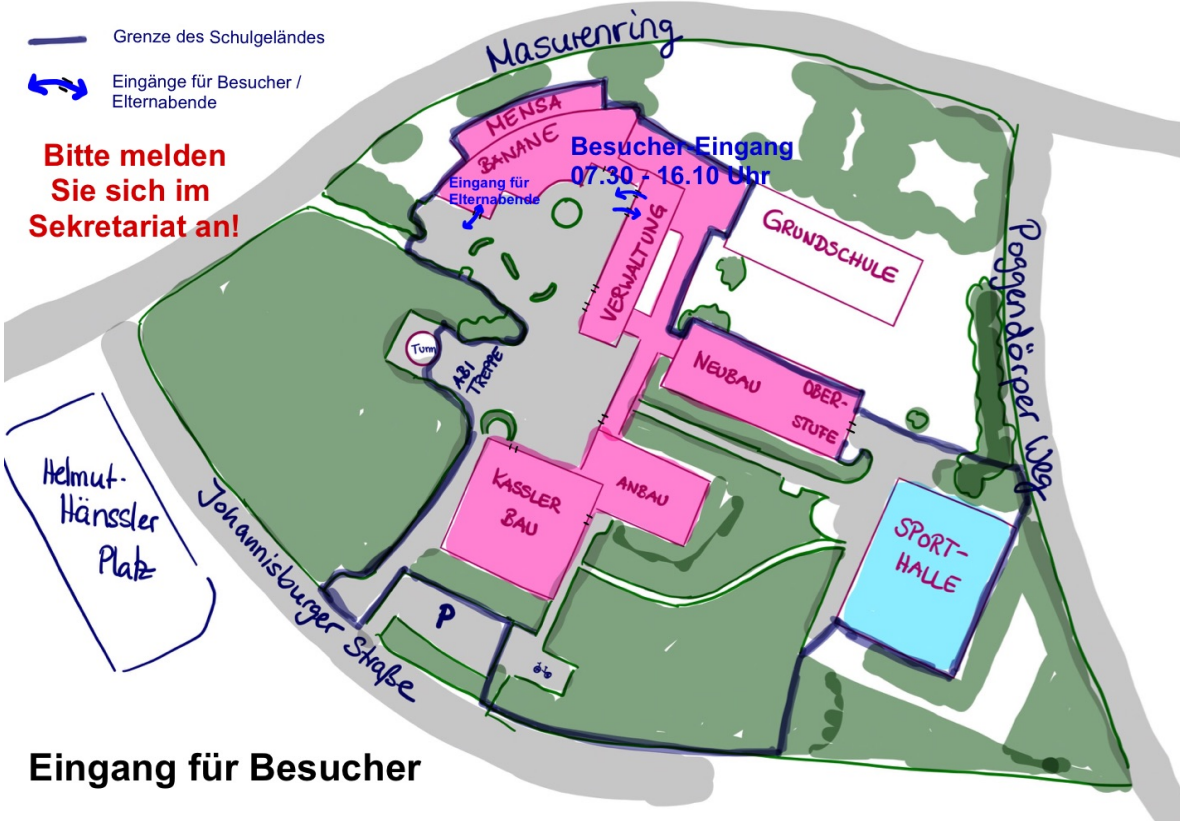 Grenze des Schulgeländes
Eingänge für Besucher /
Elternabende
Bitte melden
Sie sich im
Sekretariat an!
Masurenring
MENSA
BANANE
Besucher-Eingang
07.30 - 16.10 Uhr
Eingang für
Elternabende
VERWALTUNG
GRUNDSCHULE
Poggendörper Weg
Turm
ABI
TREPPE
NEUBAU
OBER-
STUFE
KASSLER
BAU
ANBAU
SPORT-
HALLE
Helmut-
Hänssler
Platz
Johannisburger Straße
P
Eingang für Besucher